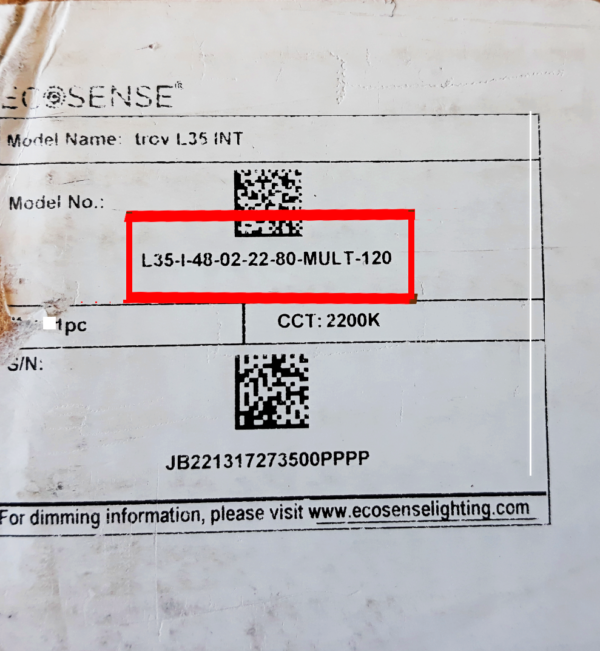 ECOSENSE®
Model Name: trov L35 INT
Model No.:
L35-I-48-02-22-80-MULT-120
1pc
CCT: 2200K
S/N:
JB221317273500PPPP
For dimming information, please visit www.ecosenselighting.com